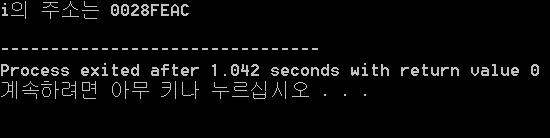 i의 주소는 0028FEAC
--------------------------------
Process exited after 1.042 seconds with return value 0
계속하려면 아무 키나 누르십시오 . . .